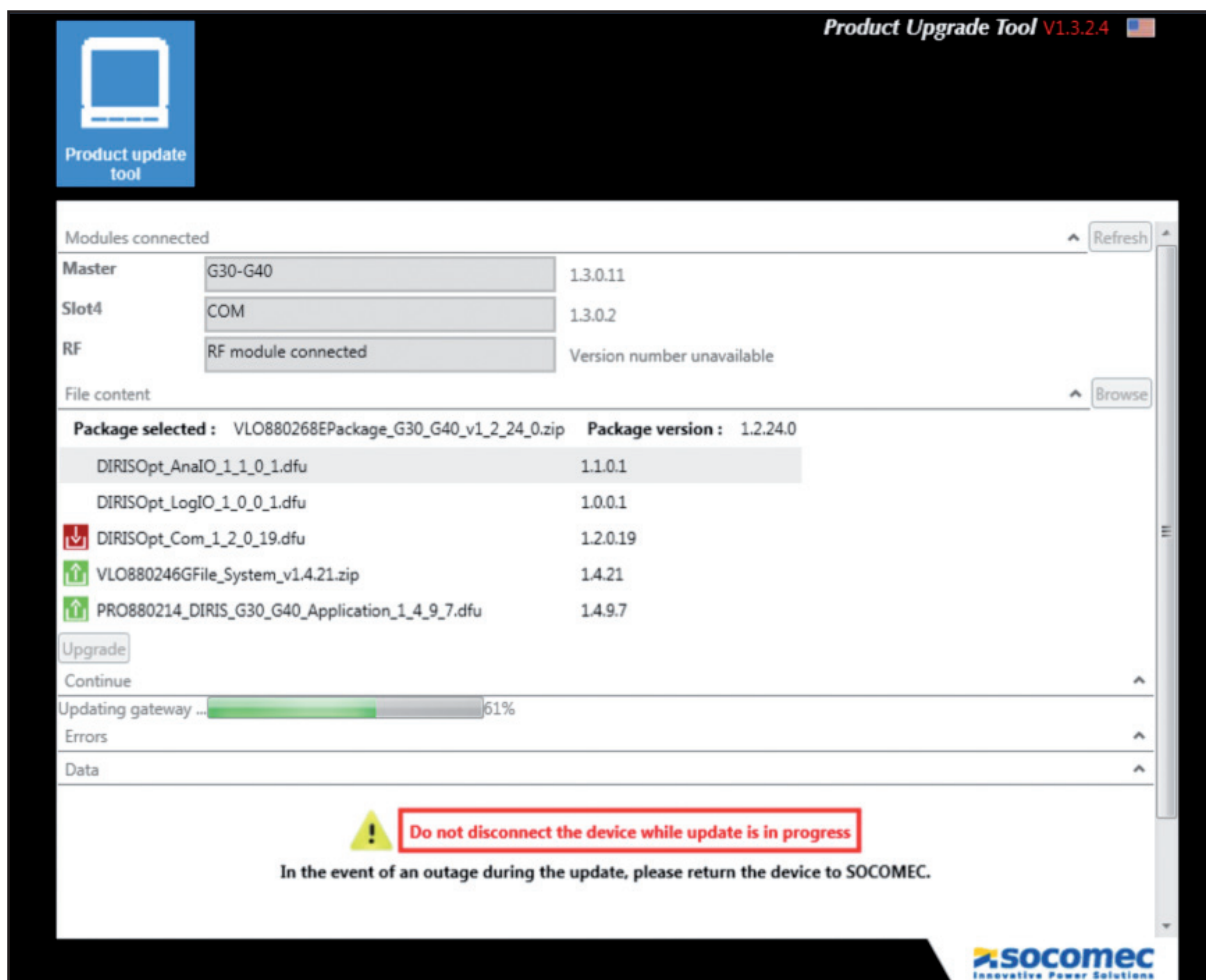 Product Upgrade Tool V1.3.2.4
Product update
tool
Modules connected Refresh
Master G30-G40 1.3.0.11
Slot4 COM 1.3.0.2
RF RF module connected Version number unavailable
File content Browse
Package selected : VLO880268EPackage_G30_G40_v1_2_24_0.zip Package version : 1.2.24.0
DIRISOpt_AnaIO_1_1_0_1.dfu 1.1.0.1
DIRISOpt_LogIO_1_0_0_1.dfu 1.0.0.1
DIRISOpt_Com_1_2_0_19.dfu 1.2.0.19
VLO880246GFile_System_v1.4.21.zip 1.4.21
PRO880214_DIRIS_G30_G40_Application_1_4_9_7.dfu 1.4.9.7
Upgrade
Continue
Updating gateway ... 61%
Errors
Data
Do not disconnect the device while update is in progress
In the event of an outage during the update, please return the device to SOCOMEC.
socomec
Innovative Power Solutions